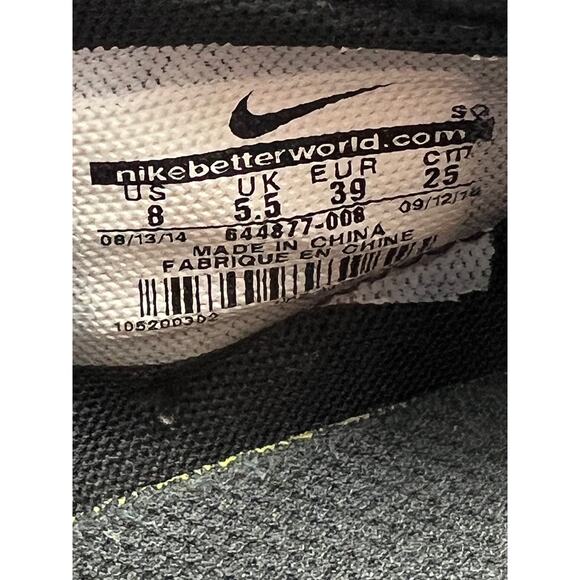 SQ
nikebetterworld.com
US UK EUR cm
8 5.5 39 25
08/13/14 644877-008 09/12/14
MADE IN CHINA
FABRIQUE EN CHINE